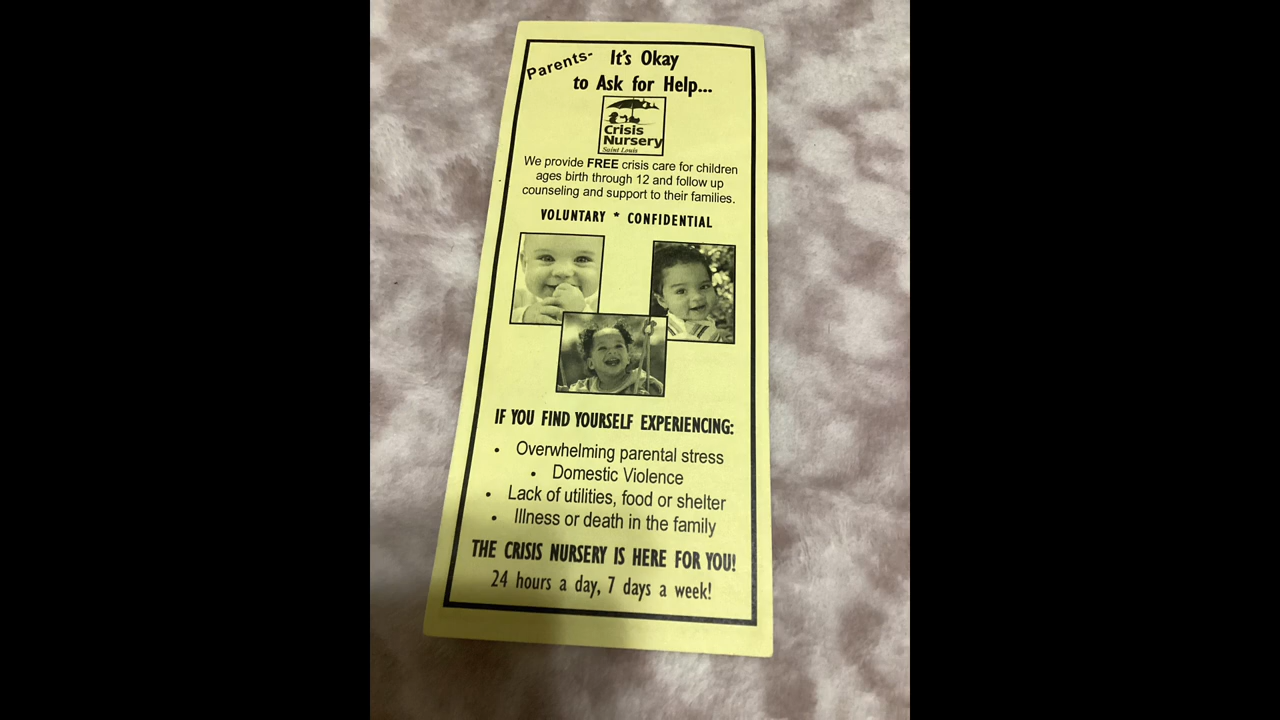 Parents-
It's Okay
to Ask for Help...
Crisis
Nursery
Saint Louis
We provide FREE crisis care for children
ages birth through 12 and follow up
counseling and support to their families.
VOLUNTARY * CONFIDENTIAL
IF YOU FIND YOURSELF EXPERIENCING:
• Overwhelming parental stress
• Domestic Violence
• Lack of utilities, food or shelter
• Illness or death in the family
THE CRISIS NURSERY IS HERE FOR YOU!
24 hours a day, 7 days a week!